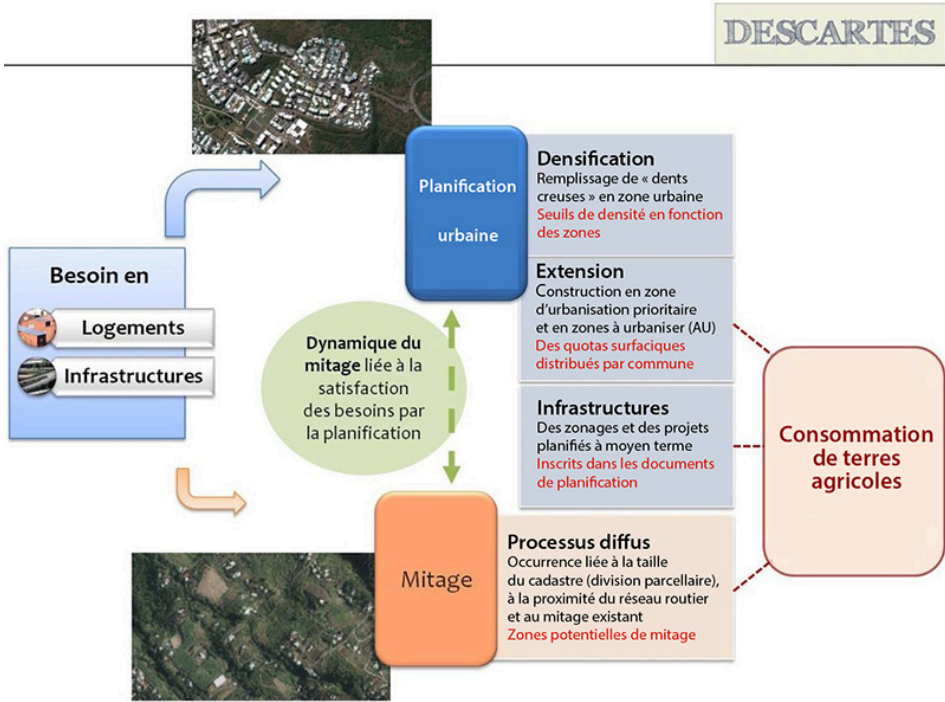 DESCARTES
Planification
urbaine
Densification
Remplissage de « dents
creuses » en zone urbaine
Seuils de densité en fonction
des zones
Extension
Construction en zone
d'urbanisation prioritaire
et en zones à urbaniser (AU)
Des quotas surfaciques
distribués par commune
Infrastructures
Des zonages et des projets
planifiés à moyen terme
Inscrits dans les documents
de planification
Besoin en
Logements
Infrastructures
Dynamique du
mitage liée à la
satisfaction
des besoins par
la planification
Consommation
de terres
agricoles
Mitage
Processus diffus
Occurrence liée à la taille
du cadastre (division parcellaire),
à la proximité du réseau routier
et au mitage existant
Zones potentielles de mitage